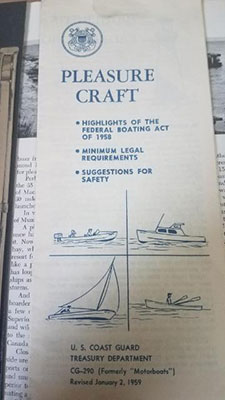 PLEASURE
CRAFT
• HIGHLIGHTS OF THE
FEDERAL BOATING ACT
OF 1958
• MINIMUM LEGAL
REQUIREMENTS
• SUGGESTIONS FOR
SAFETY
U. S. COAST GUARD
TREASURY DEPARTMENT
CG-290 (Formerly "Motorboats")
Revised January 2, 1959